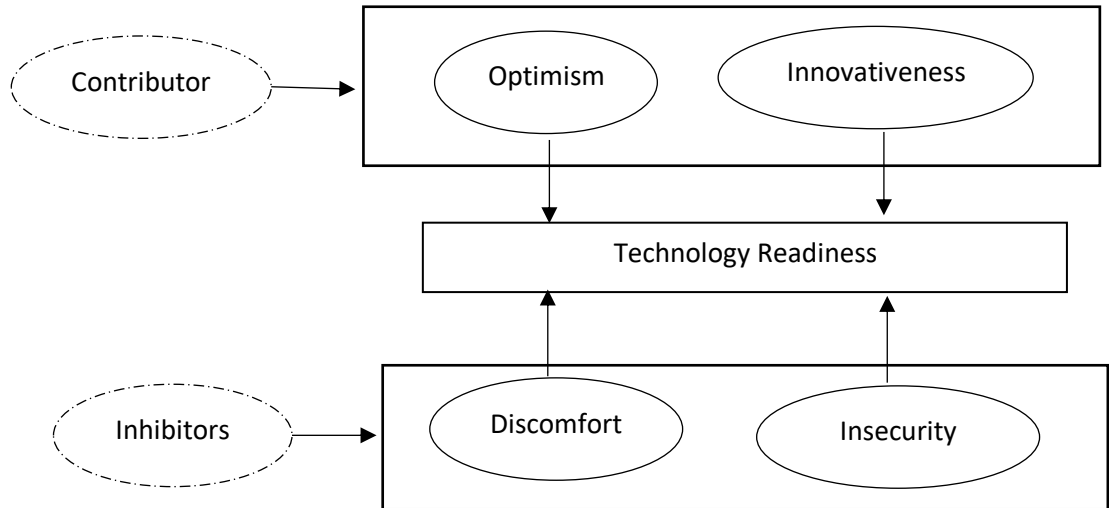 Contributor
Optimism
Innovativeness
Technology Readiness
Inhibitors
Discomfort
Insecurity